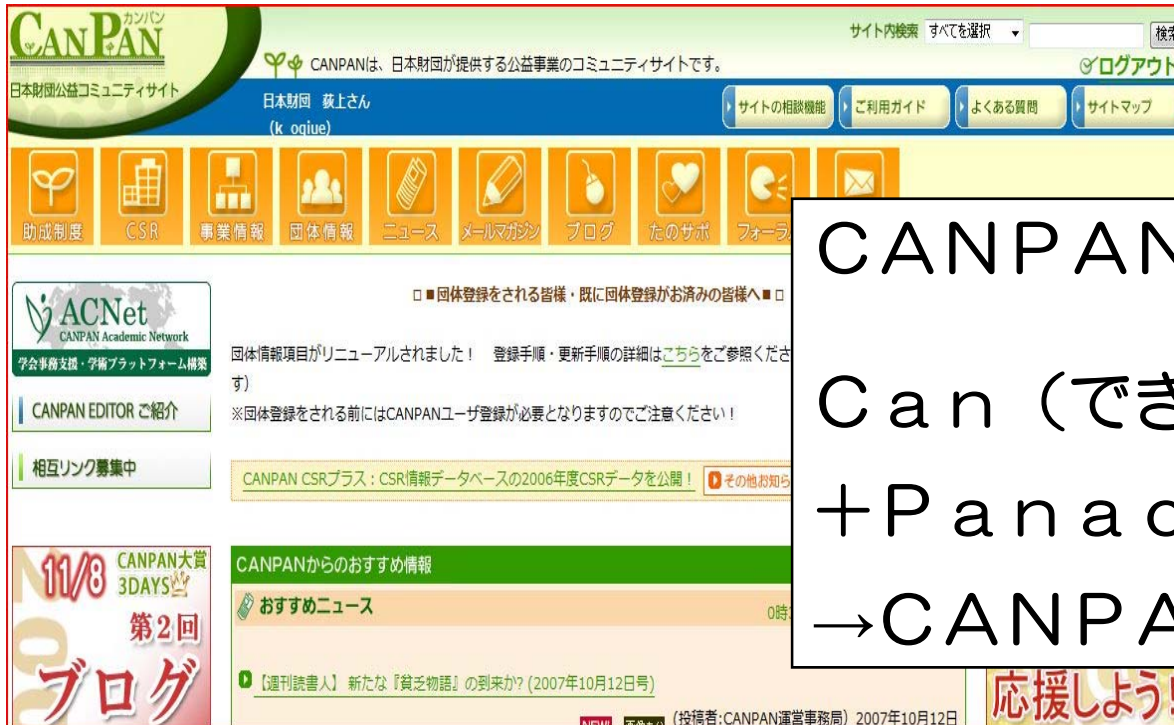 カンパン
CANPAN
日本財団公益コミュニティサイト
サイト内検索 すべてを選択
CANPANは、日本財団が提供する公益事業のコミュニティサイトです。
ログアウト
日本財団 荻上さん
(k_ogiue)
サイトの相談機能 ご利用ガイド よくある質問 サイトマップ
助成制度 CSR 事業情報 団体情報 ニュース メールマガジン ブログ たのサポ フォーラ
CANPAN
Can(でき
+Pana
→CANPA
ACNet
CANPAN Academic Network
学会事務支援・学術プラットフォーム構築
CANPAN EDITOR ご紹介
相互リンク募集中
□■団体登録をされる皆様・既に団体登録がお済みの皆様へ■□
団体情報項目がリニューアルされました! 登録手順・更新手順の詳細はこちらをご参照くださ
す)
※団体登録をされる前にはCANPANユーザ登録が必要となりますのでご注意ください!
CANPAN CSRプラス:CSR情報データベースの2006年度CSRデータを公開! その他お知ら
11/8 CANPAN大賞
3DAYS
第2回
ブログ
CANPANからのおすすめ情報
おすすめニュース
0時
【週刊読書人】 新たな『貧乏物語』の到来か? (2007年10月12日号)
NEW! 画像あり (投稿者:CANPAN運営事務局) 2007年10月12日
応援しよう!